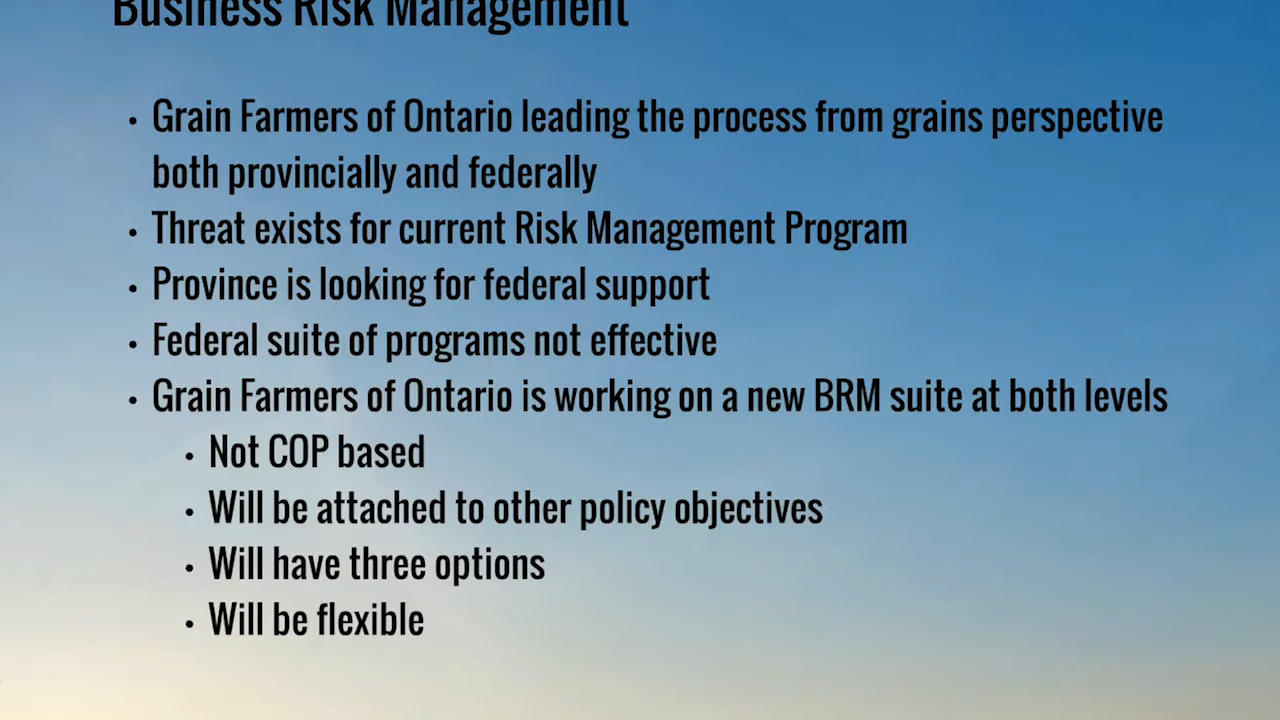 Business Risk Management
• Grain Farmers of Ontario leading the process from grains perspective
both provincially and federally
• Threat exists for current Risk Management Program
• Province is looking for federal support
• Federal suite of programs not effective
• Grain Farmers of Ontario is working on a new BRM suite at both levels
• Not COP based
• Will be attached to other policy objectives
• Will have three options
• Will be flexible